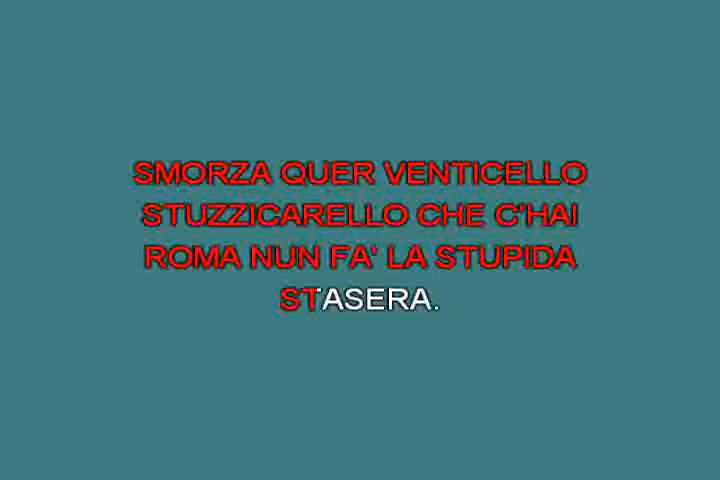 SMORZA QUER VENTICELLO
STUZZICARELLO CHE C'HAI
ROMA NUN FA' LA STUPIDA
STASERA.